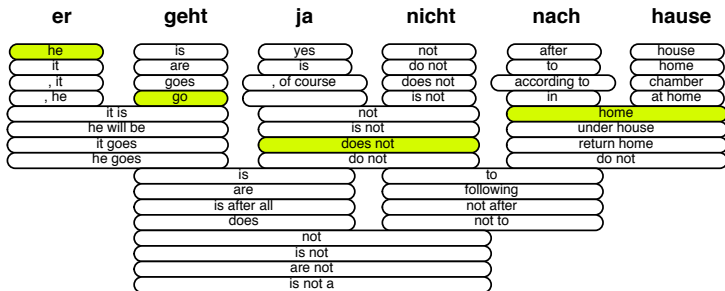 er geht ja nicht nach hause
he is yes not after house
it are is do not to home
, it goes , of course does not according to chamber
, he go is not in at home
it is not home
he will be is not under house
it goes does not return home
he goes do not do not
is to
are following
is after all not after
does not to
not
is not
are not
is not a